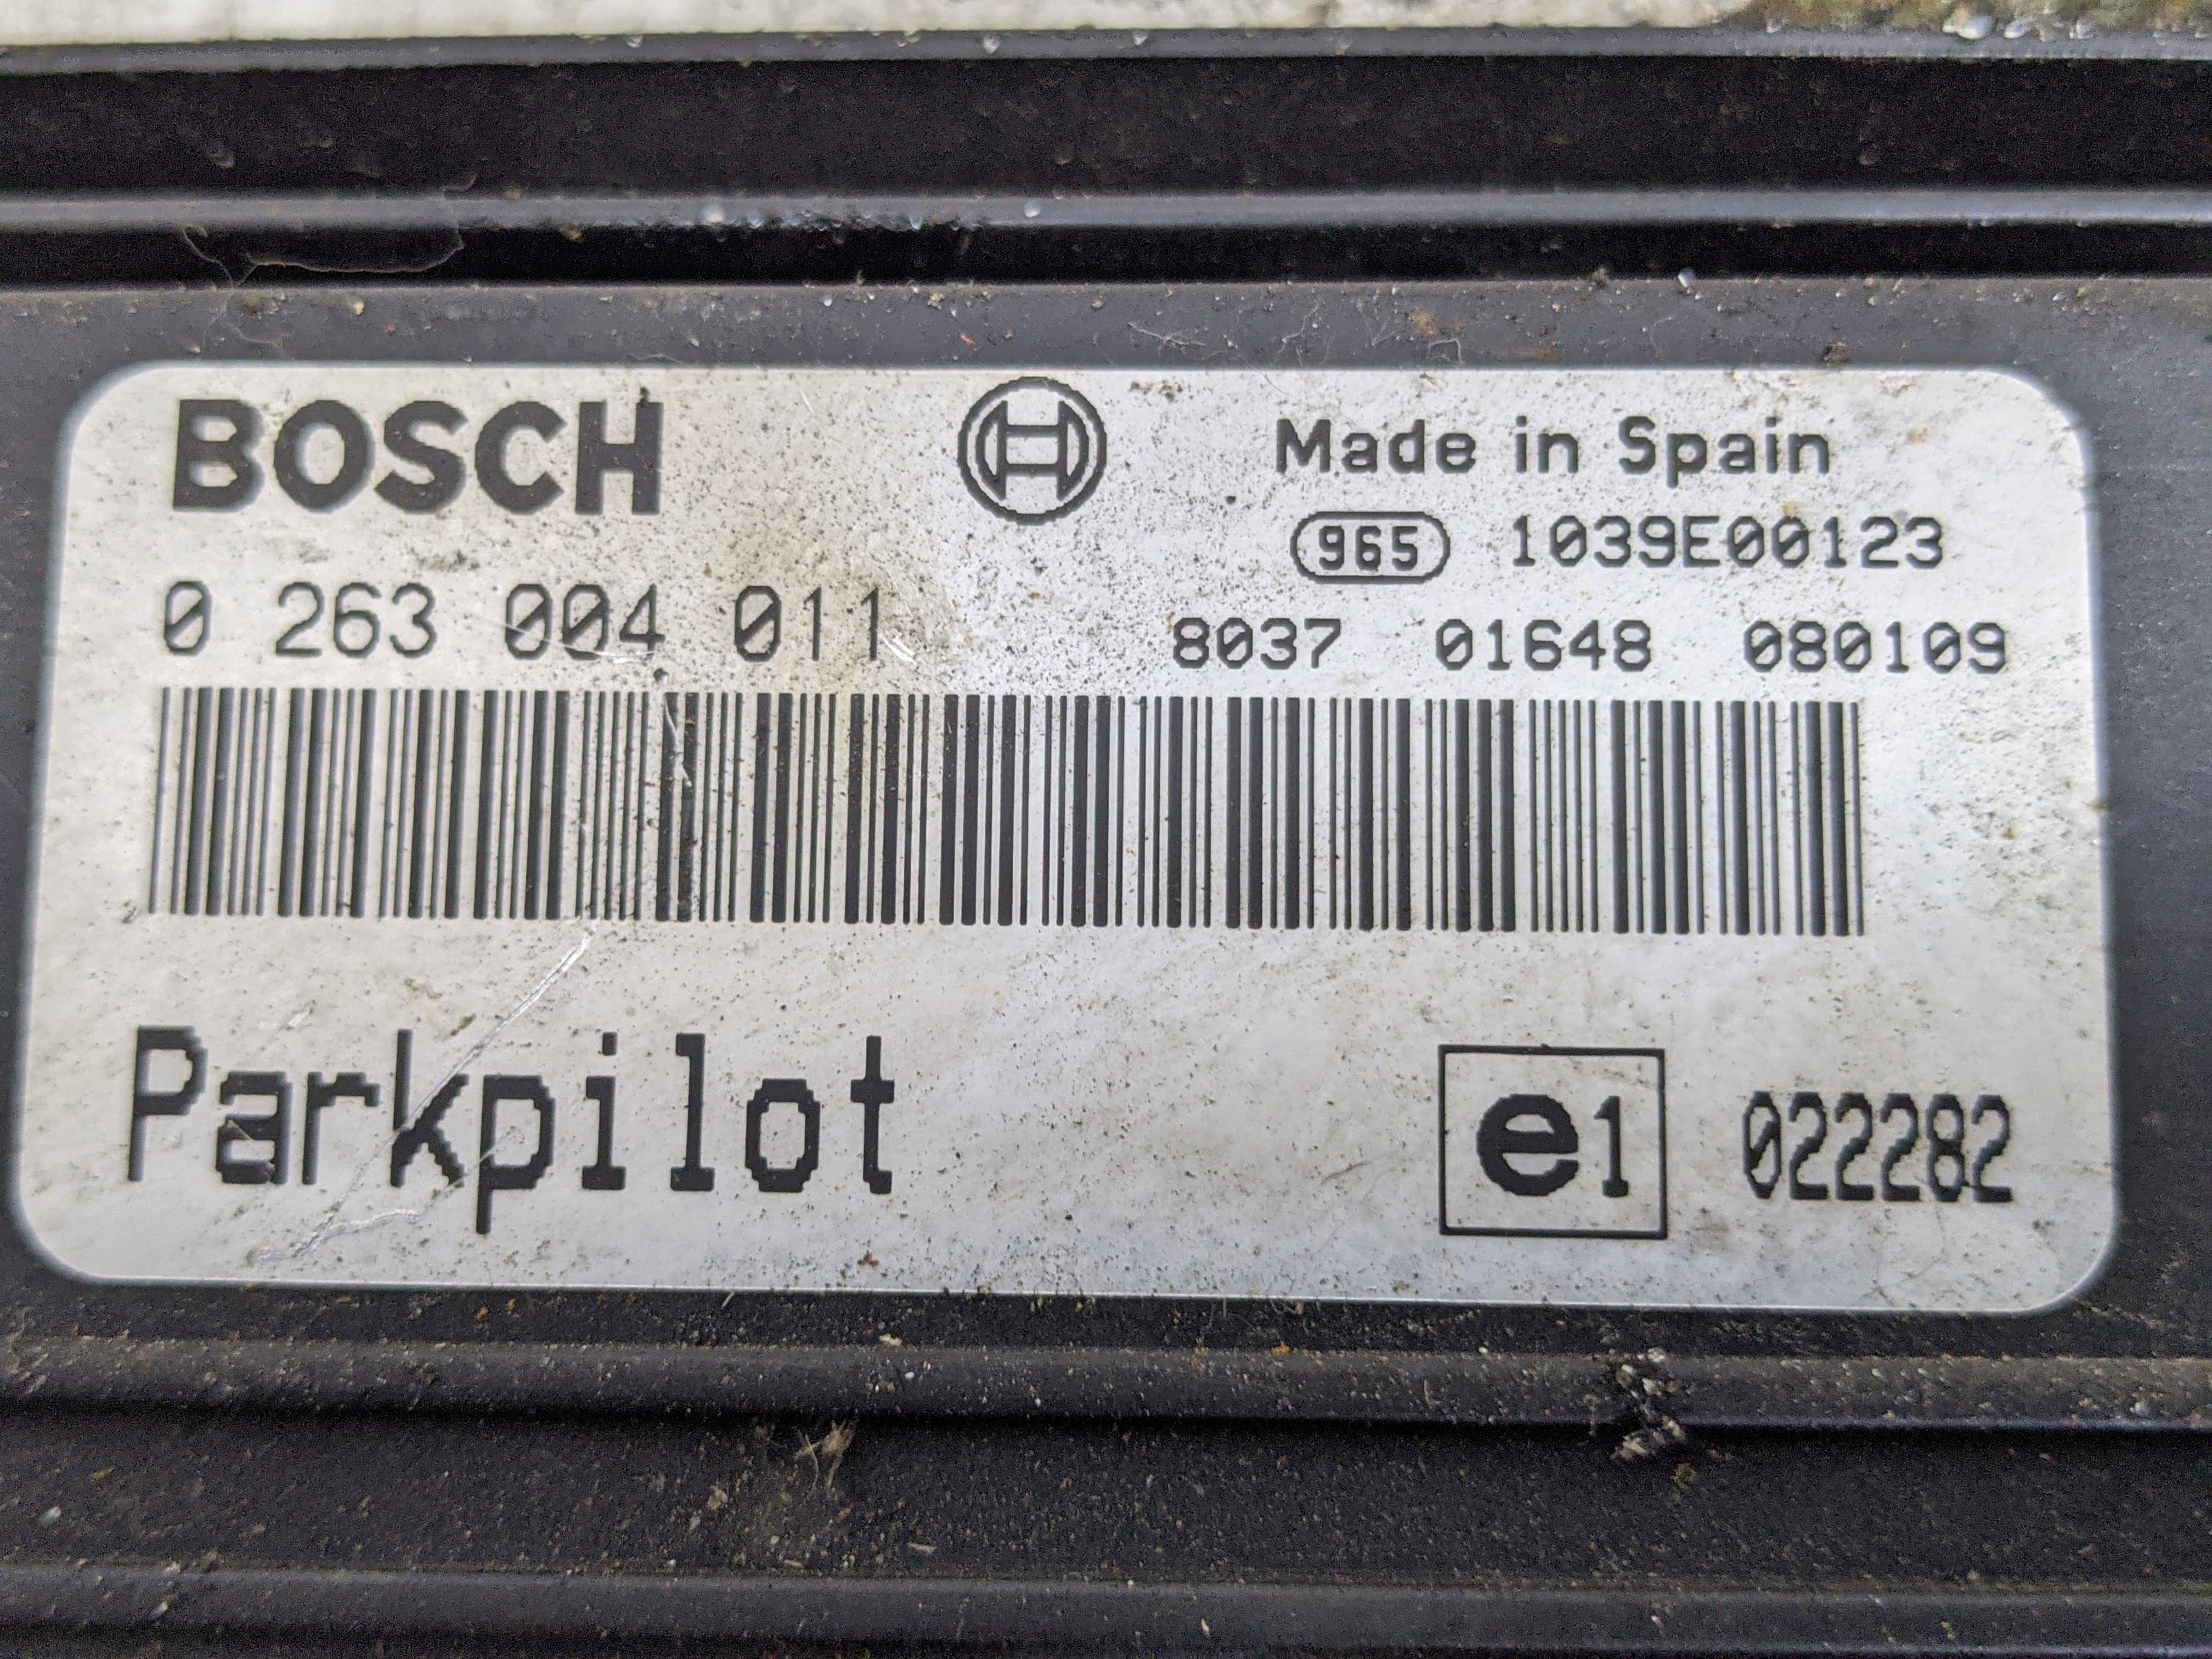 BOSCH
Made in Spain
965 1039E00123
0 263 004 011
8037 01648 080109
Parkpilot
e1 022282